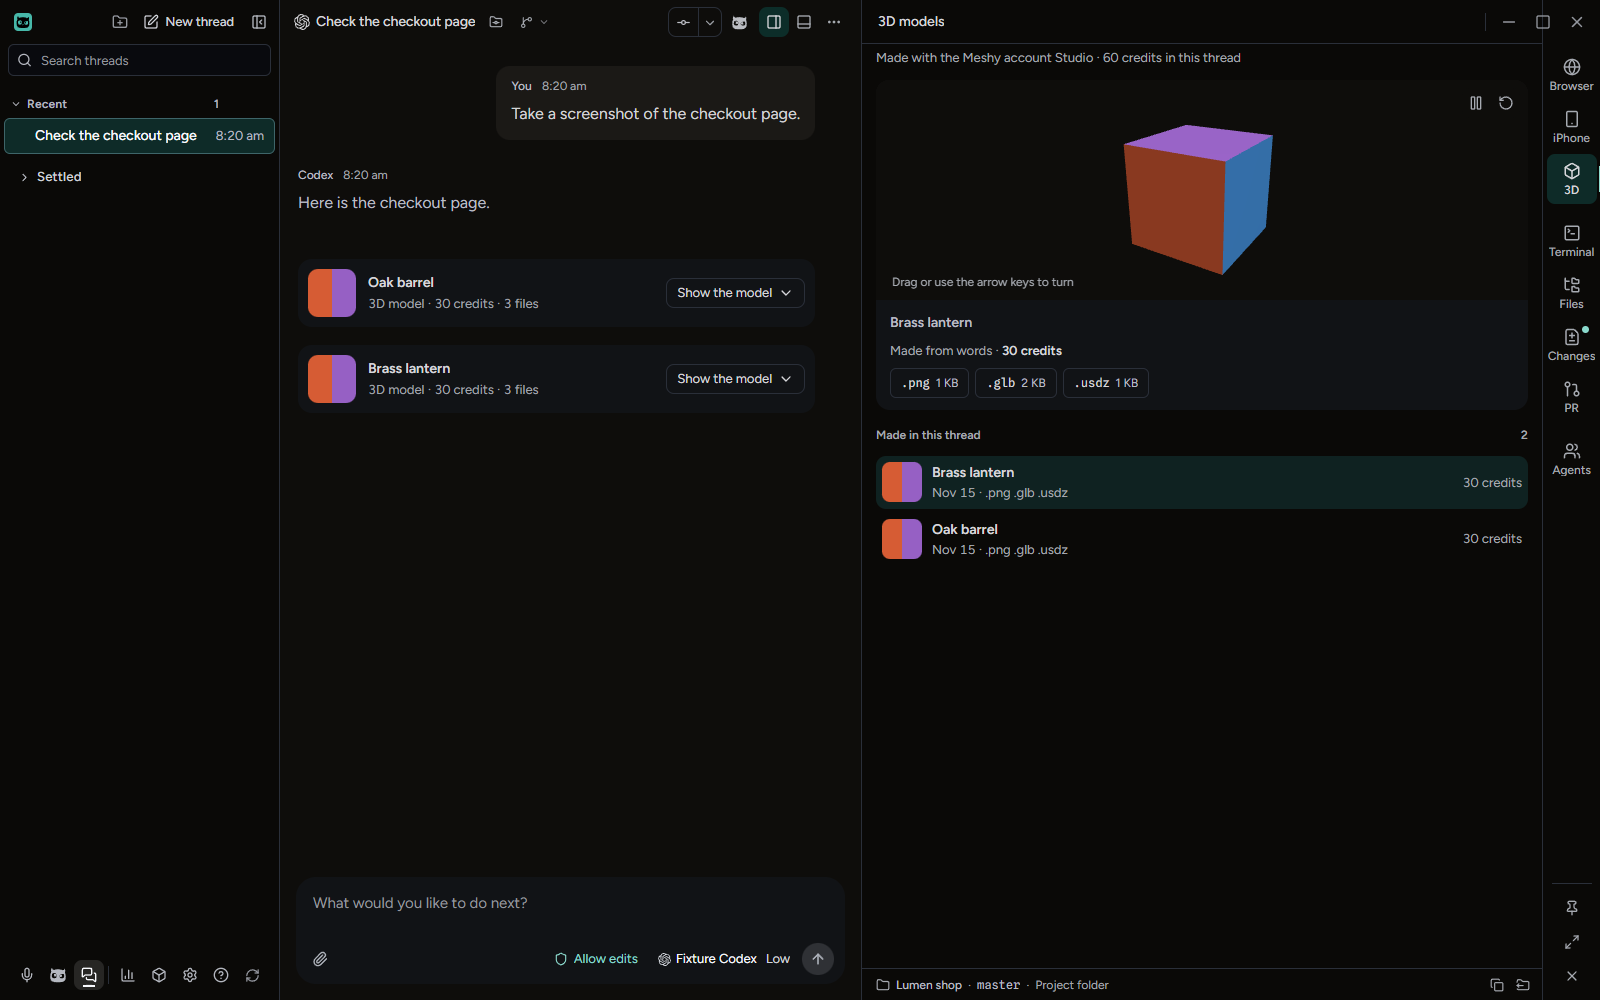 New thread
Search threads
Recent 1
Check the checkout page 8:20 am
Settled
Check the checkout page
You 8:20 am
Take a screenshot of the checkout page.
Codex 8:20 am
Here is the checkout page.
Oak barrel
3D model · 30 credits · 3 files
Show the model
Brass lantern
3D model · 30 credits · 3 files
Show the model
What would you like to do next?
Allow edits
Fixture Codex Low
3D models
Made with the Meshy account Studio · 60 credits in this thread
Drag or use the arrow keys to turn
Brass lantern
Made from words · 30 credits
.png 1 KB .glb 2 KB .usdz 1 KB
Made in this thread 2
Brass lantern
Nov 15 · .png .glb .usdz
30 credits
Oak barrel
Nov 15 · .png .glb .usdz
30 credits
Lumen shop · master · Project folder
Browser
iPhone
3D
Terminal
Files
Changes
PR
Agents